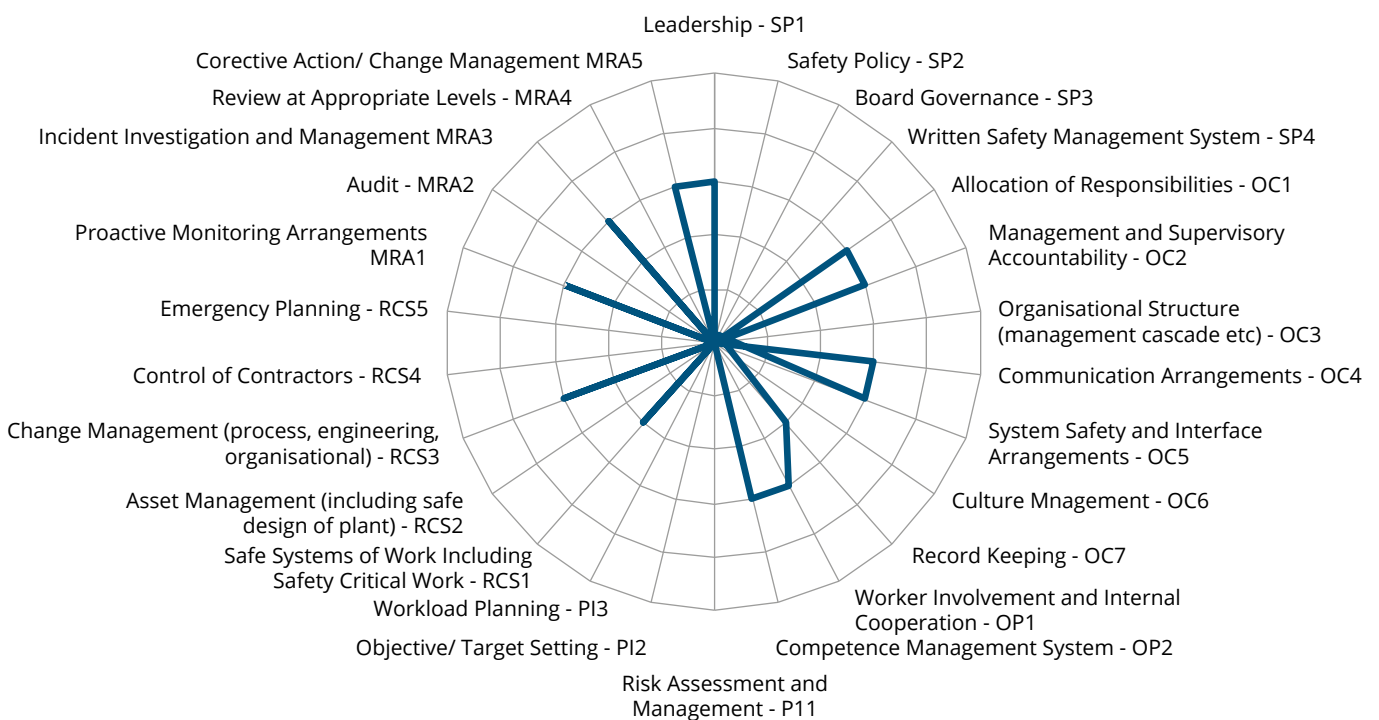 Leadership - SP1
Safety Policy - SP2
Board Governance - SP3
Written Safety Management System - SP4
Allocation of Responsibilities - OC1
Management and Supervisory
Accountability - OC2
Organisational Structure
(management cascade etc) - OC3
Communication Arrangements - OC4
System Safety and Interface
Arrangements - OC5
Culture Mnagement - OC6
Record Keeping - OC7
Worker Involvement and Internal
Cooperation - OP1
Competence Management System - OP2
Risk Assessment and
Management - P11
Objective/ Target Setting - PI2
Workload Planning - PI3
Safe Systems of Work Including
Safety Critical Work - RCS1
Asset Management (including safe
design of plant) - RCS2
Change Management (process, engineering,
organisational) - RCS3
Control of Contractors - RCS4
Emergency Planning - RCS5
Proactive Monitoring Arrangements
MRA1
Audit - MRA2
Incident Investigation and Management MRA3
Review at Appropriate Levels - MRA4
Corective Action/ Change Management MRA5